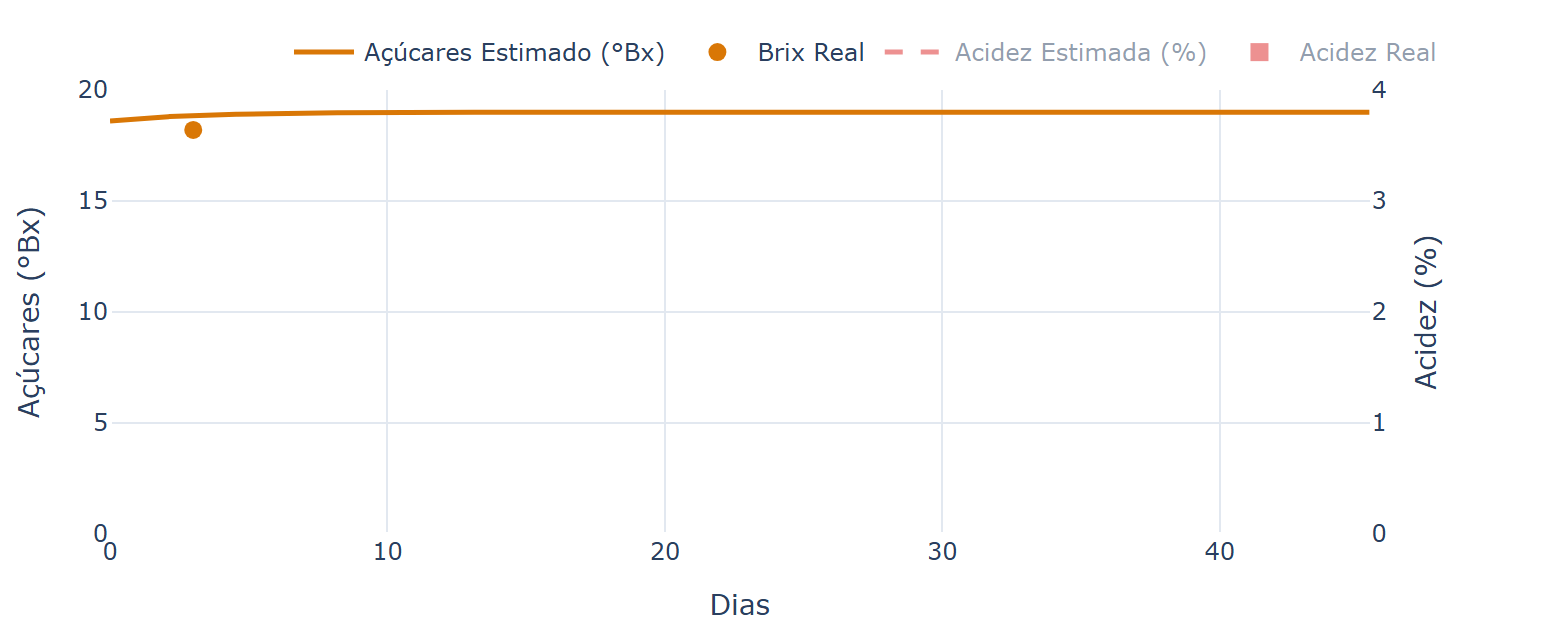 Açúcares Estimado (°Bx) Brix Real Acidez Estimada (%) Acidez Real
20 4
15 3
10 2
5 1
0 0
0 10 20 30 40
Açúcares (°Bx)
Acidez (%)
Dias